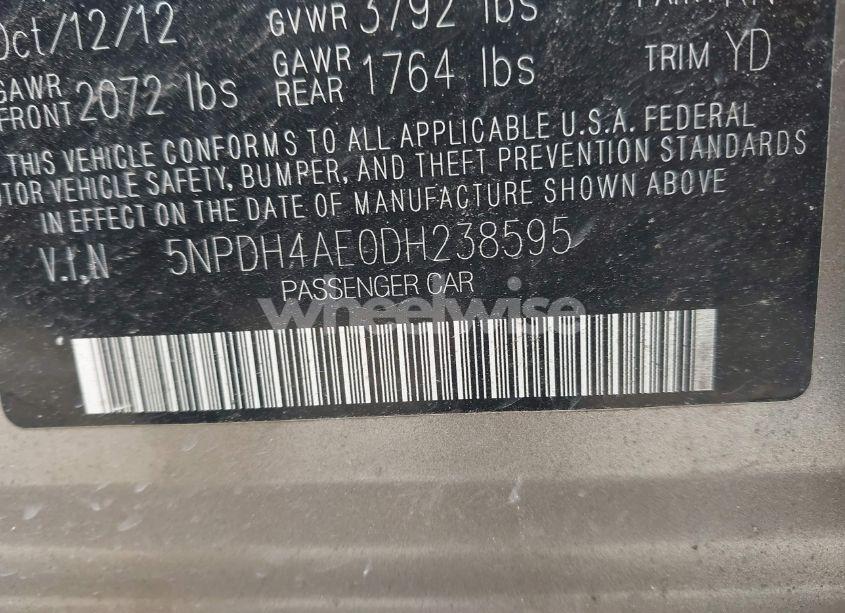 Oct/12/12 GVWR 3792 lbs
GAWR FRONT 2072 lbs GAWR REAR 1764 lbs TRIM YD
THIS VEHICLE CONFORMS TO ALL APPLICABLE U.S.A. FEDERAL
OTOR VEHICLE SAFETY, BUMPER, AND THEFT PREVENTION STANDARDS
IN EFFECT ON THE DATE OF MANUFACTURE SHOWN ABOVE
V.I.N 5NPDH4AE0DH238595
PASSENGER CAR
wheelwise